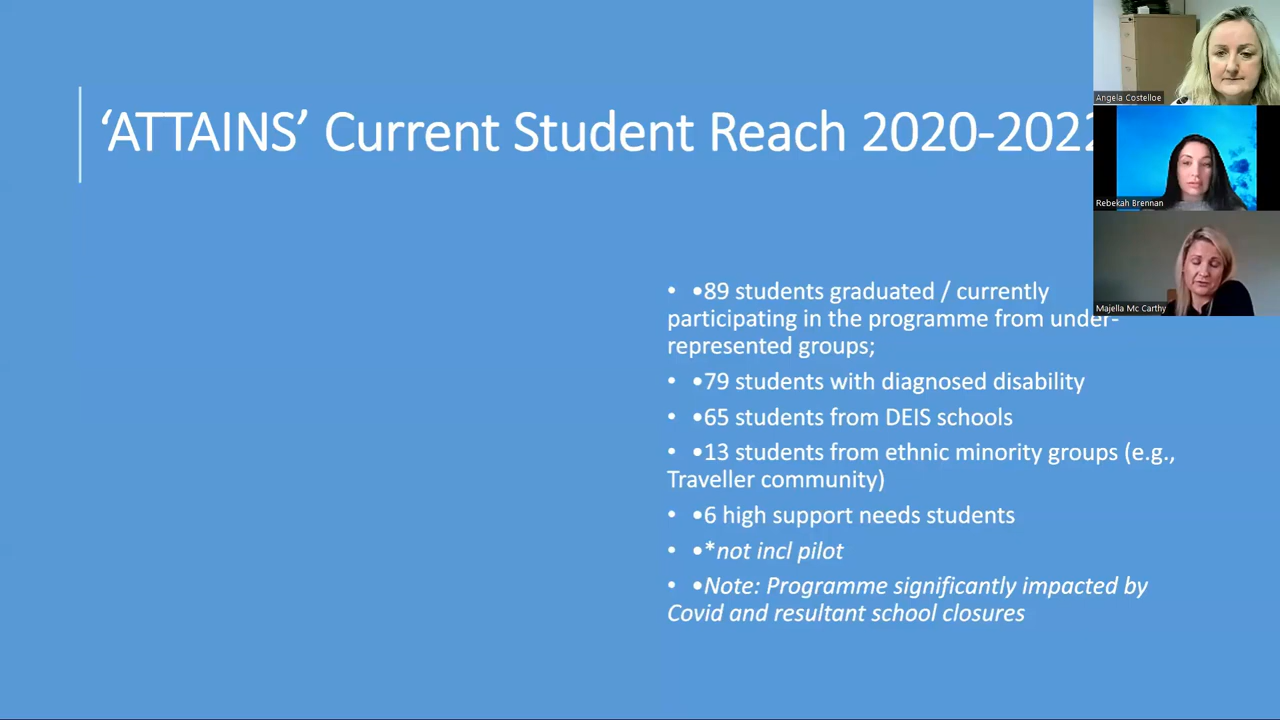 ‘ATTAINS’ Current Student Reach 2020-2022
Angela Costelloe
Rebekah Brennan
Majella Mc Carthy
• •89 students graduated / currently
participating in the programme from under-
represented groups;
• •79 students with diagnosed disability
• •65 students from DEIS schools
• •13 students from ethnic minority groups (e.g.,
Traveller community)
• •6 high support needs students
• •*not incl pilot
• •Note: Programme significantly impacted by
Covid and resultant school closures